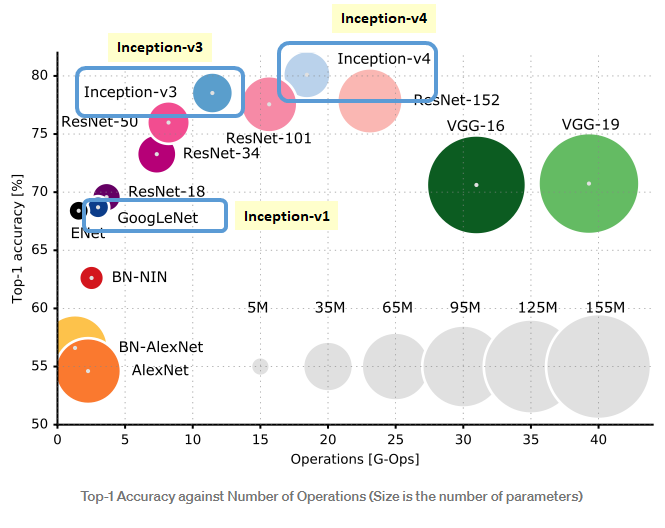 Inception-v4
Inception-v3
80
Inception-v4
Inception-v3
ResNet-152
ResNet-50
VGG-16
VGG-19
75
ResNet-101
ResNet-34
70
ResNet-18
GoogLeNet
Inception-v1
ENet
65
BN-NIN
60
5M 35M 65M 95M 125M 155M
BN-AlexNet
55
AlexNet
50
0 5 10 15 20 25 30 35 40
Top-1 accuracy [%]
Operations [G-Ops]
Top-1 Accuracy against Number of Operations (Size is the number of parameters)